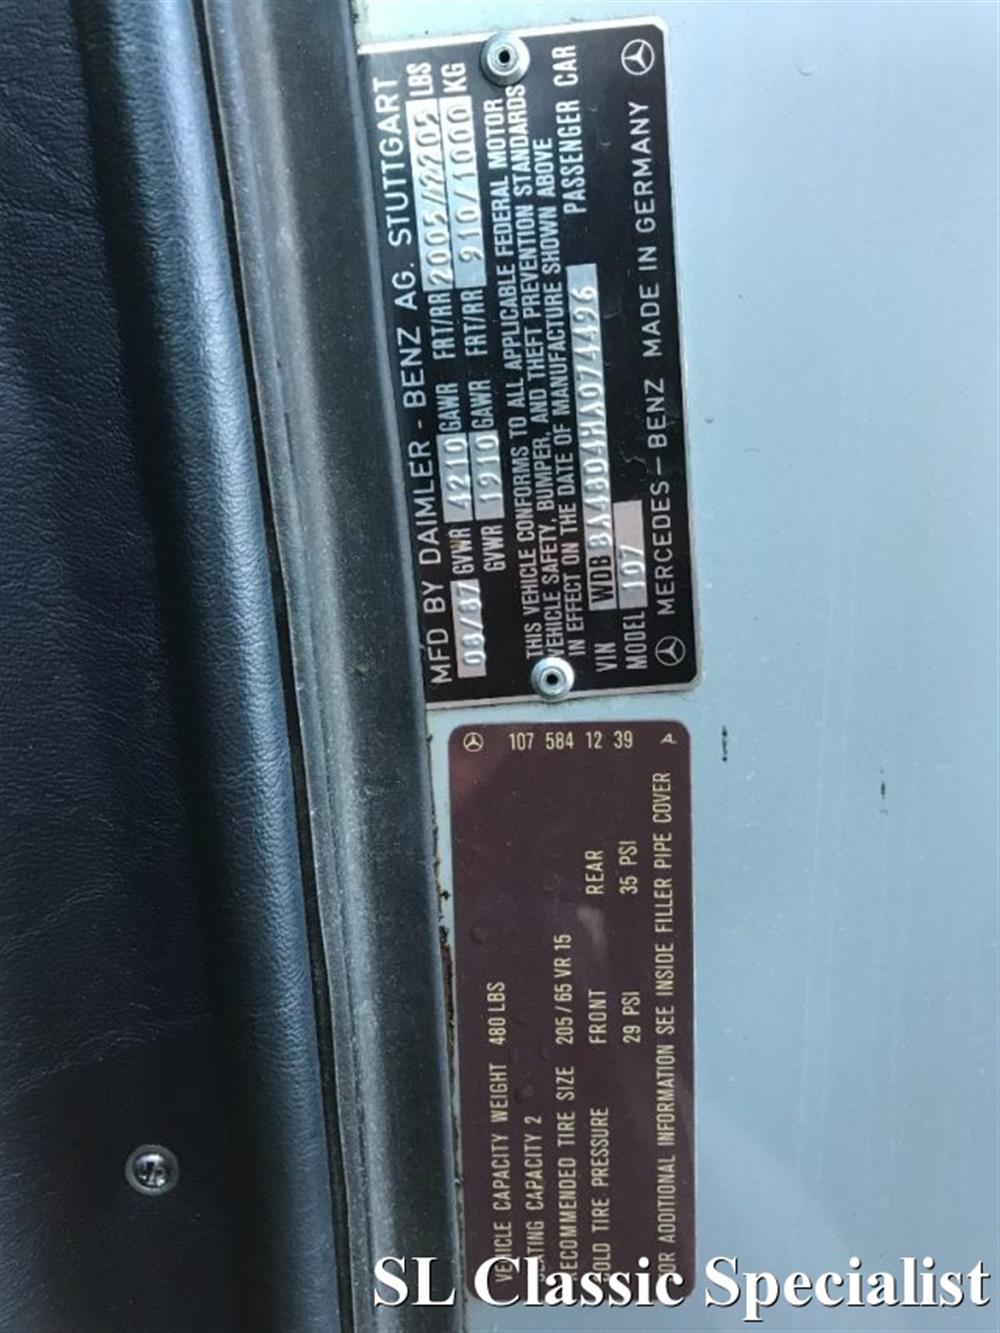 MFD BY DAIMLER - BENZ AG. STUTTGART
08/87 GVWR 4210 GAWR FRT/RR 2005/2205 LBS
GVWR 1910 GAWR FRT/RR 910/1000 KG
THIS VEHICLE CONFORMS TO ALL APPLICABLE FEDERAL MOTOR
VEHICLE SAFETY, BUMPER, AND THEFT PREVENTION STANDARDS
IN EFFECT ON THE DATE OF MANUFACTURE SHOWN ABOVE
VIN WDB BA48D4HA074496 PASSENGER CAR
MODEL 107
MERCEDES-BENZ MADE IN GERMANY
107 584 12 39 A
VEHICLE CAPACITY WEIGHT 480 LBS
SEATING CAPACITY 2
RECOMMENDED TIRE SIZE 205/65 VR 15
COLD TIRE PRESSURE FRONT REAR
29 PSI 35 PSI
FOR ADDITIONAL INFORMATION SEE INSIDE FILLER PIPE COVER
SL Classic Specialist